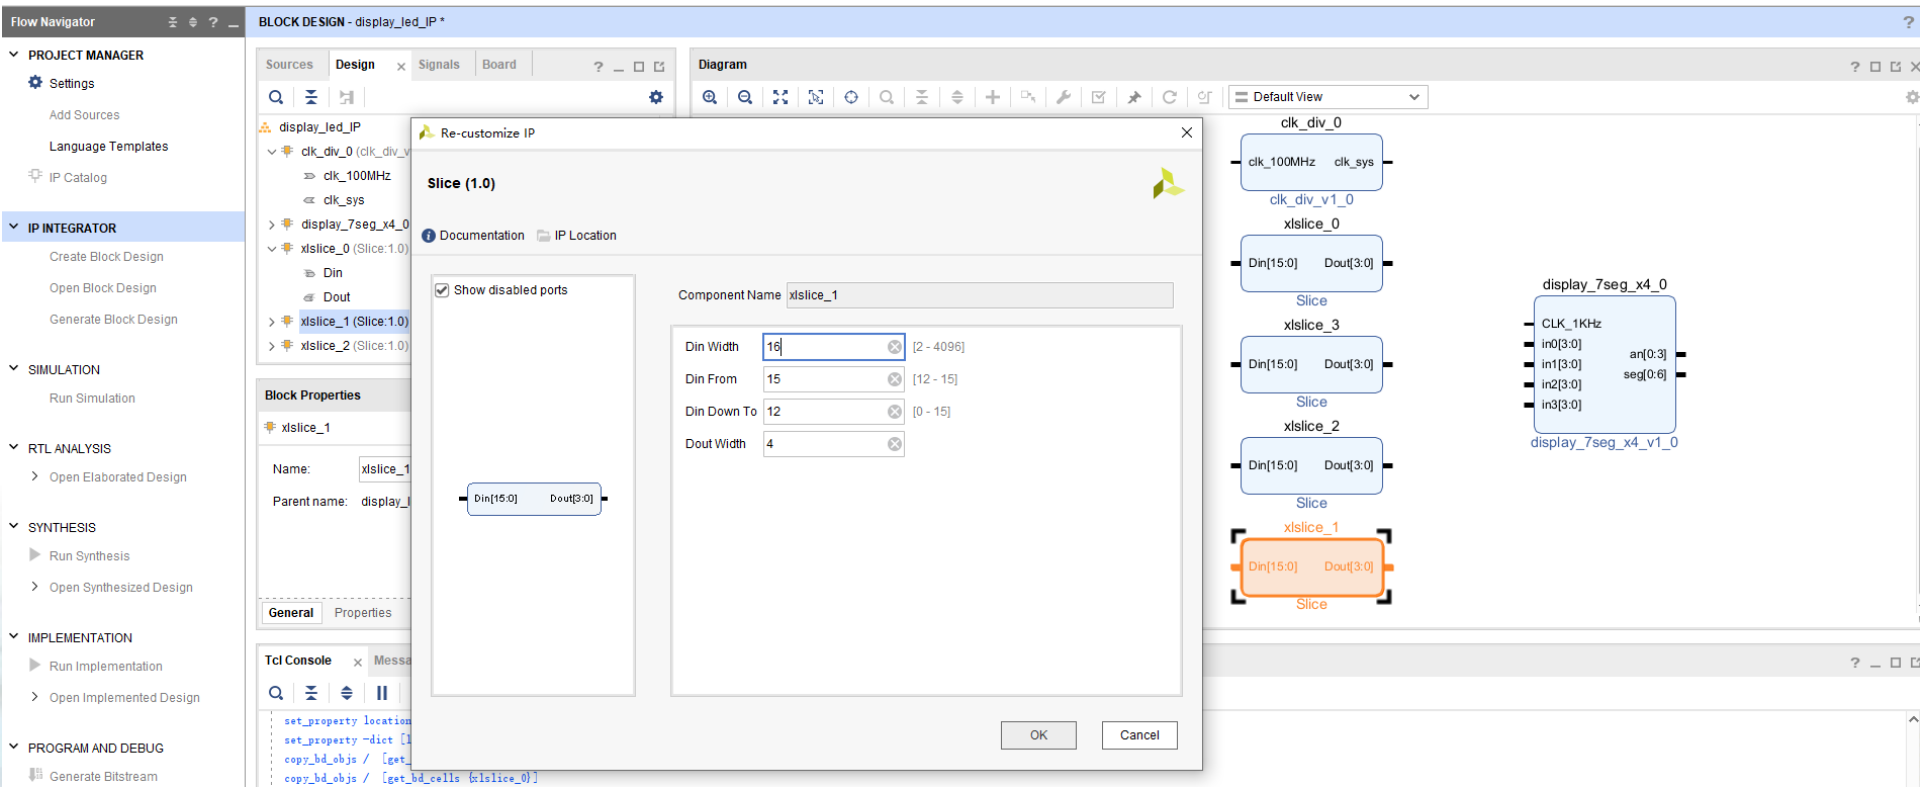 Flow Navigator
?
PROJECT MANAGER
Settings
Add Sources
Language Templates
IP Catalog
IP INTEGRATOR
Create Block Design
Open Block Design
Generate Block Design
SIMULATION
Run Simulation
RTL ANALYSIS
Open Elaborated Design
SYNTHESIS
Run Synthesis
Open Synthesized Design
IMPLEMENTATION
Run Implementation
Open Implemented Design
PROGRAM AND DEBUG
Generate Bitstream
BLOCK DESIGN - display_led_IP *
?
Sources
Design
Signals
Board
?
display_led_IP
clk_div_0 (clk_div_v
clk_100MHz
clk_sys
display_7seg_x4_0
xlslice_0 (Slice:1.0)
Din
Dout
xlslice_1 (Slice:1.0)
xlslice_2 (Slice:1.0)
Block Properties
xlslice_1
Name: xlslice_1
Parent name: display_l
General
Properties
Tcl Console
Messa
?
set_property location
set_property -dict [l
copy_bd_objs / [get_
copy_bd_objs / [get_bd_cells {xlslice_0}]
Re-customize IP
Slice (1.0)
Documentation
IP Location
Show disabled ports
Din[15:0] Dout[3:0]
Component Name xlslice_1
Din Width 16 [2 - 4096]
Din From 15 [12 - 15]
Din Down To 12 [0 - 15]
Dout Width 4
OK
Cancel
Diagram
?
Default View
clk_div_0
clk_100MHz clk_sys
clk_div_v1_0
xlslice_0
Din[15:0] Dout[3:0]
Slice
xlslice_3
Din[15:0] Dout[3:0]
Slice
xlslice_2
Din[15:0] Dout[3:0]
Slice
xlslice_1
Din[15:0] Dout[3:0]
Slice
display_7seg_x4_0
CLK_1KHz
in0[3:0]
in1[3:0]
in2[3:0]
in3[3:0]
an[0:3]
seg[0:6]
display_7seg_x4_v1_0